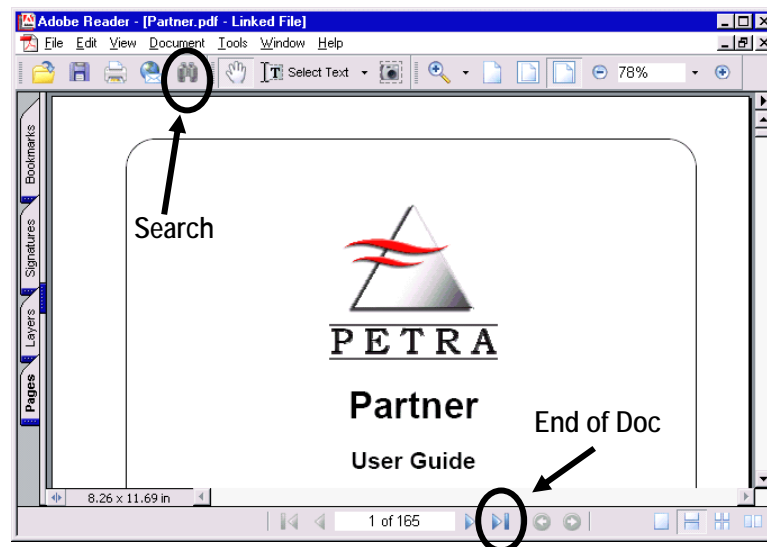 Adobe Reader - [Partner.pdf - Linked File]
File Edit View Document Tools Window Help
Select Text 78%
Bookmarks
Signatures
Layers
Pages
Search
PETRA
Partner
End of Doc
User Guide
8.26 x 11.69 in
1 of 165